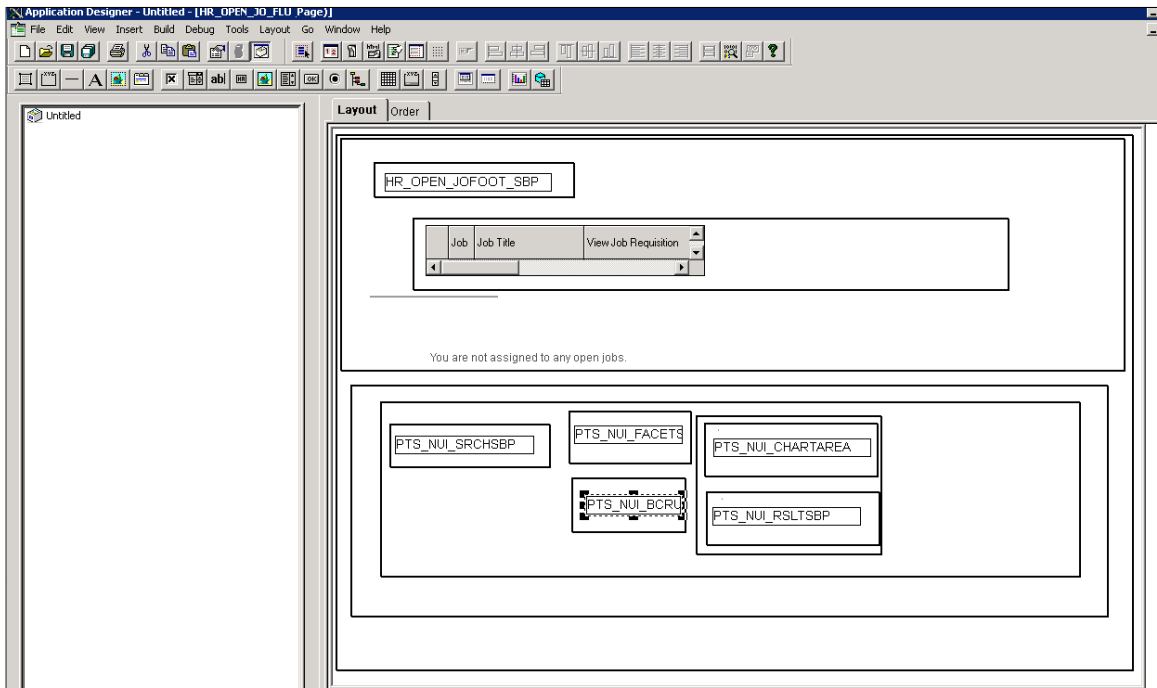 Application Designer - Untitled - [HR_OPEN_JO_FLU (Page)]
File Edit View Insert Build Debug Tools Layout Go Window Help
Untitled
Layout Order
HR_OPEN_JOFOOT_SBP
Job Job Title View Job Requisition
You are not assigned to any open jobs.
PTS_NUI_SRCHSBP
PTS_NUI_FACETS
PTS_NUI_CHARTAREA
PTS_NUI_BCRU
PTS_NUI_RSLTSBP